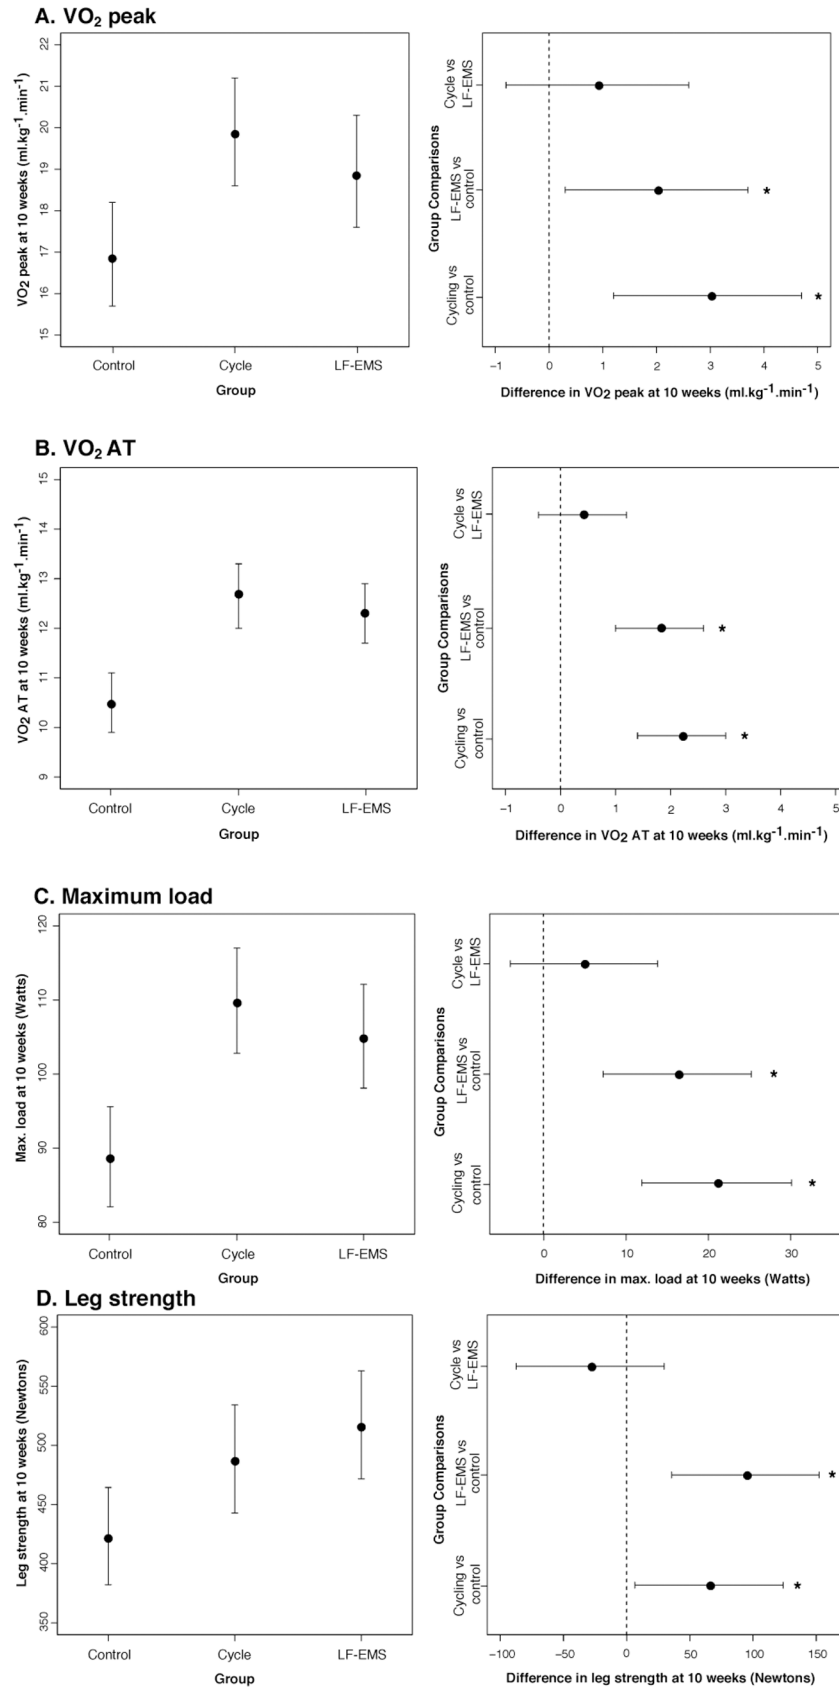 A. VO2 peak
VO2 peak at 10 weeks (ml.kg-1.min-1)
15
16
17
18
19
20
21
22
Control
Cycle
LF-EMS
Group
Group Comparisons
Cycle vs
LF-EMS
LF-EMS vs
control
*
Cycling vs
control
*
−1
0
1
2
3
4
5
Difference in VO2 peak at 10 weeks (ml.kg-1.min-1)
B. VO2 AT
VO2 AT at 10 weeks (ml.kg-1.min-1)
9
10
11
12
13
14
15
Control
Cycle
LF-EMS
Group
Group Comparisons
Cycle vs
LF-EMS
LF-EMS vs
control
*
Cycling vs
control
*
−1
0
1
2
3
4
5
Difference in VO2 AT at 10 weeks (ml.kg-1.min-1)
C. Maximum load
Max. load at 10 weeks (Watts)
80
90
100
110
120
Control
Cycle
LF-EMS
Group
Group Comparisons
Cycle vs
LF-EMS
LF-EMS vs
control
*
Cycling vs
control
*
0
10
20
30
Difference in max. load at 10 weeks (Watts)
D. Leg strength
Leg strength at 10 weeks (Newtons)
350
400
450
500
550
600
Control
Cycle
LF-EMS
Group
Group Comparisons
Cycle vs
LF-EMS
LF-EMS vs
control
*
Cycling vs
control
*
−100
−50
0
50
100
150
Difference in leg strength at 10 weeks (Newtons)